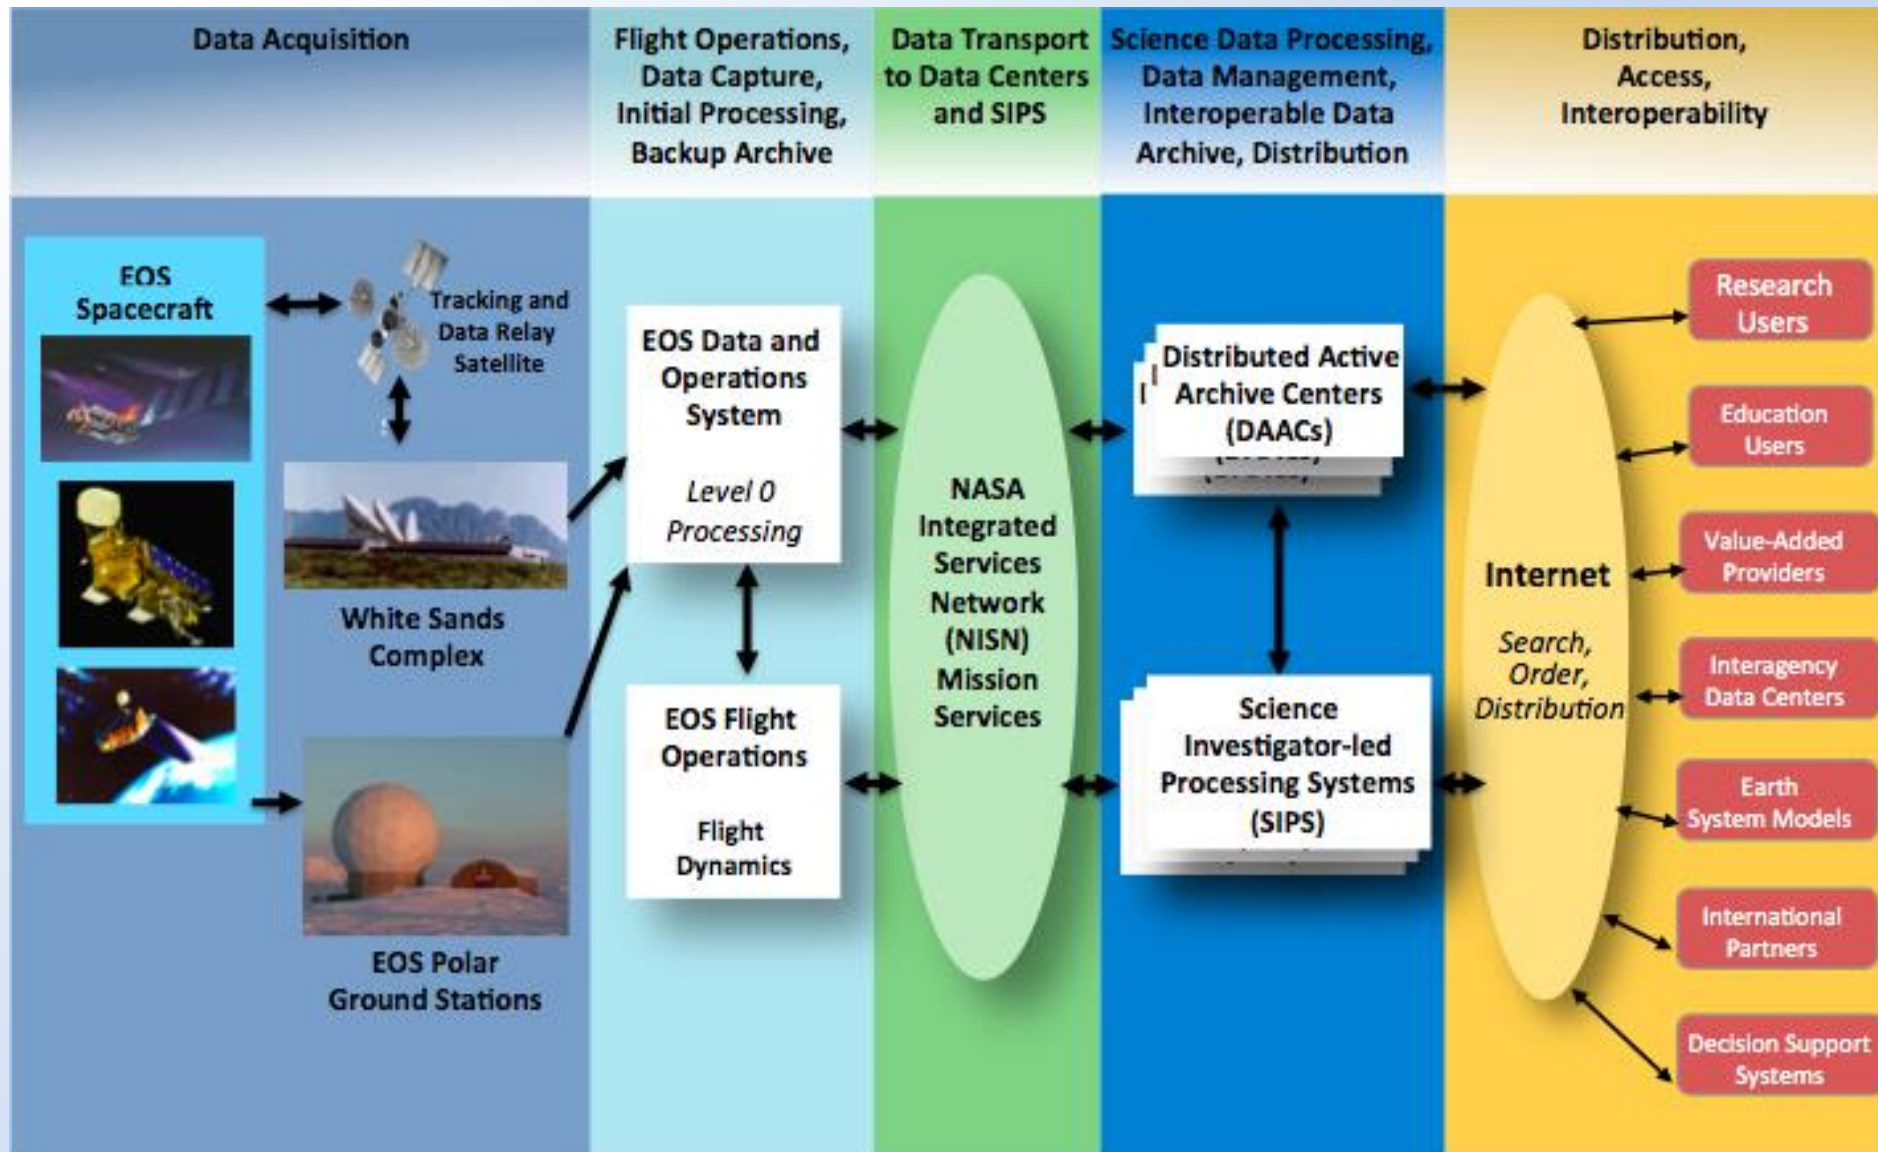 Data Acquisition
Flight Operations,
Data Capture,
Initial Processing,
Backup Archive
Data Transport
to Data Centers
and SIPS
Science Data Processing,
Data Management,
Interoperable Data
Archive, Distribution
Distribution,
Access,
Interoperability
EOS
Spacecraft
Tracking and
Data Relay
Satellite
White Sands
Complex
EOS Polar
Ground Stations
EOS Data and
Operations
System
Level 0
Processing
EOS Flight
Operations
Flight
Dynamics
NASA
Integrated
Services
Network
(NISN)
Mission
Services
Distributed Active
Archive Centers
(DAACs)
Science
Investigator-led
Processing Systems
(SIPS)
Internet
Search,
Order,
Distribution
Research
Users
Education
Users
Value-Added
Providers
Interagency
Data Centers
Earth
System Models
International
Partners
Decision Support
Systems